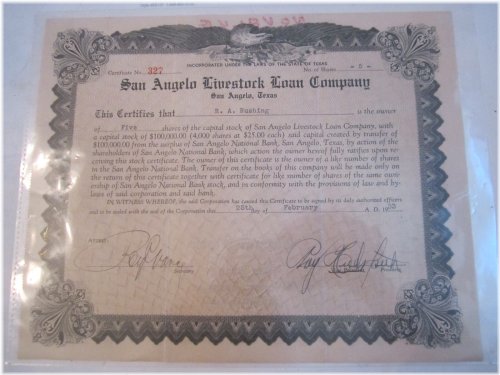 INCORPORATED UNDER THE LAWS OF THE STATE OF TEXAS
Certificate No. 327 No. of Shares - 5 -
San Angelo Livestock Loan Company
San Angelo, Texas
This Certifies that R. A. Rushing is the owner
of Five shares of the capital stock of San Angelo Livestock Loan Company, with
a capital stock of $100,000.00 (4,000 shares at $25.00 each) said capital created by transfer of
$100,000.00 from the surplus of San Angelo National Bank, San Angelo, Texas, by action of the
shareholders of San Angelo National Bank, which action the owner hereof fully ratifies upon re-
ceiving this stock certificate. The owner of this certificate is the owner of a like number of shares
in the San Angelo National Bank. Transfer on the books of this company will be made only on
the return of this certificate together with certificate for like number of shares of the same own-
ership of San Angelo National Bank stock, and in conformity with the provisions of law and by-
laws of said corporation and said bank.
IN WITNESS WHEREOF, the said Corporation has caused this Certificate to be signed by its duly authorized officers
and to be sealed with the seal of the Corporation this 28th day of February A. D. 19
ATTEST:
Secretary
Vice President President